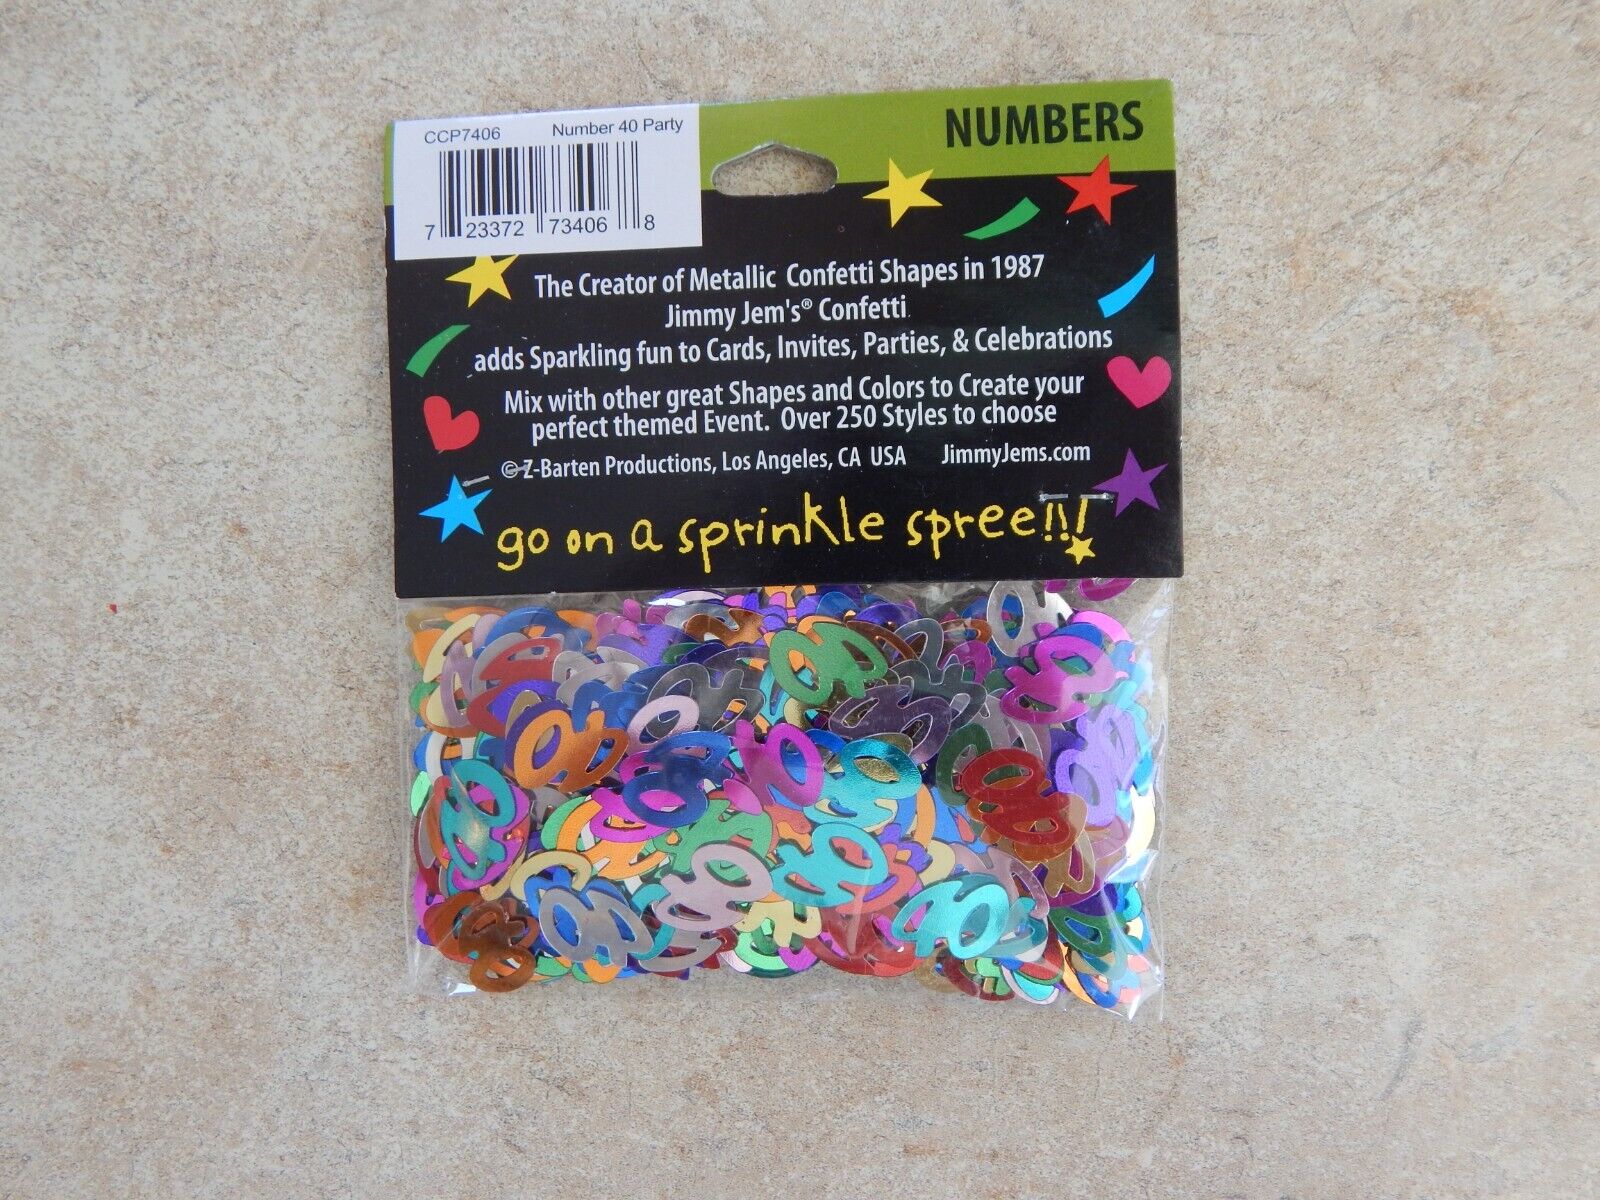 CCP7406 Number 40 Party
7 23372 73406 8
NUMBERS
The Creator of Metallic Confetti Shapes in 1987
Jimmy Jem's® Confetti
adds Sparkling fun to Cards, Invites, Parties, & Celebrations
Mix with other great Shapes and Colors to Create your
perfect themed Event. Over 250 Styles to choose
© Z-Barten Productions, Los Angeles, CA USA JimmyJems.com
go on a sprinkle spree!!!
40